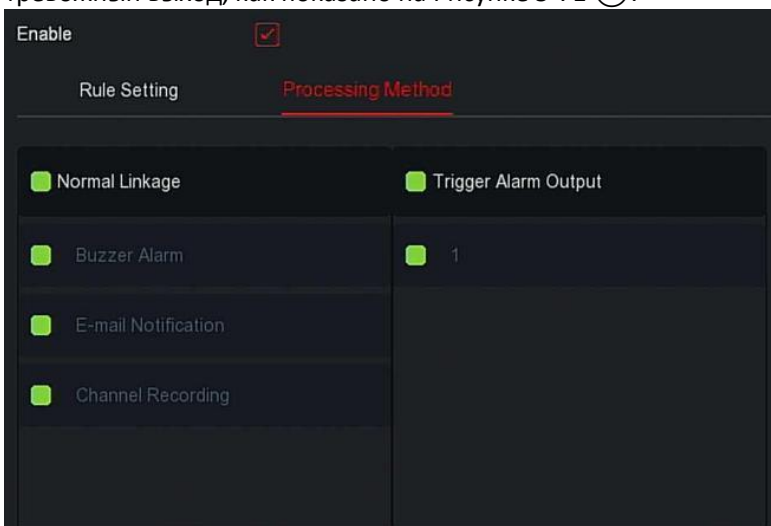 Enable
Rule Setting Processing Method
Normal Linkage Trigger Alarm Output
Buzzer Alarm 1
E-mail Notification
Channel Recording